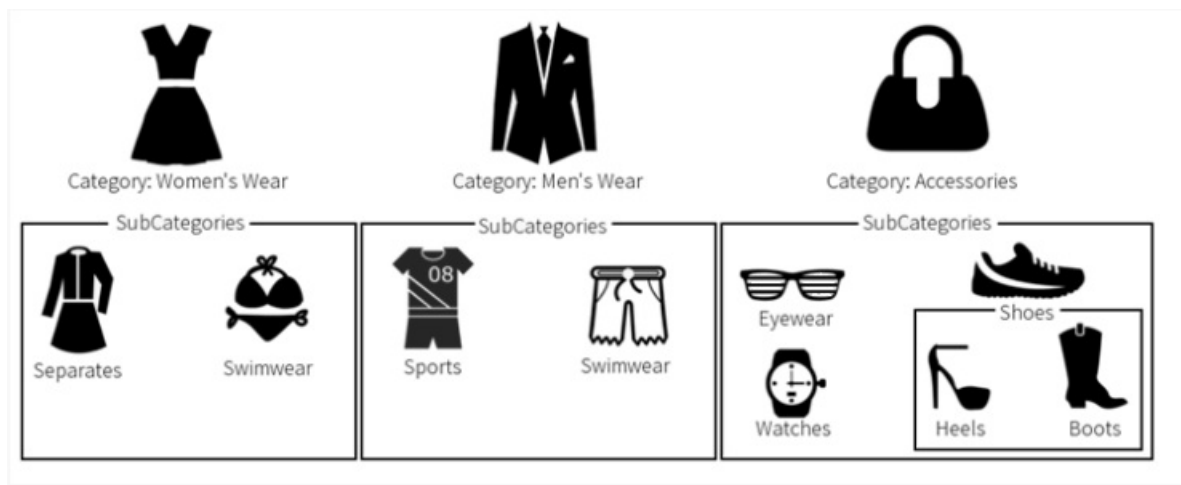 Category: Women's Wear
Category: Men's Wear
Category: Accessories
SubCategories
SubCategories
SubCategories
08
Separates
Swimwear
Sports
Swimwear
Eyewear
Shoes
Watches
Heels
Boots